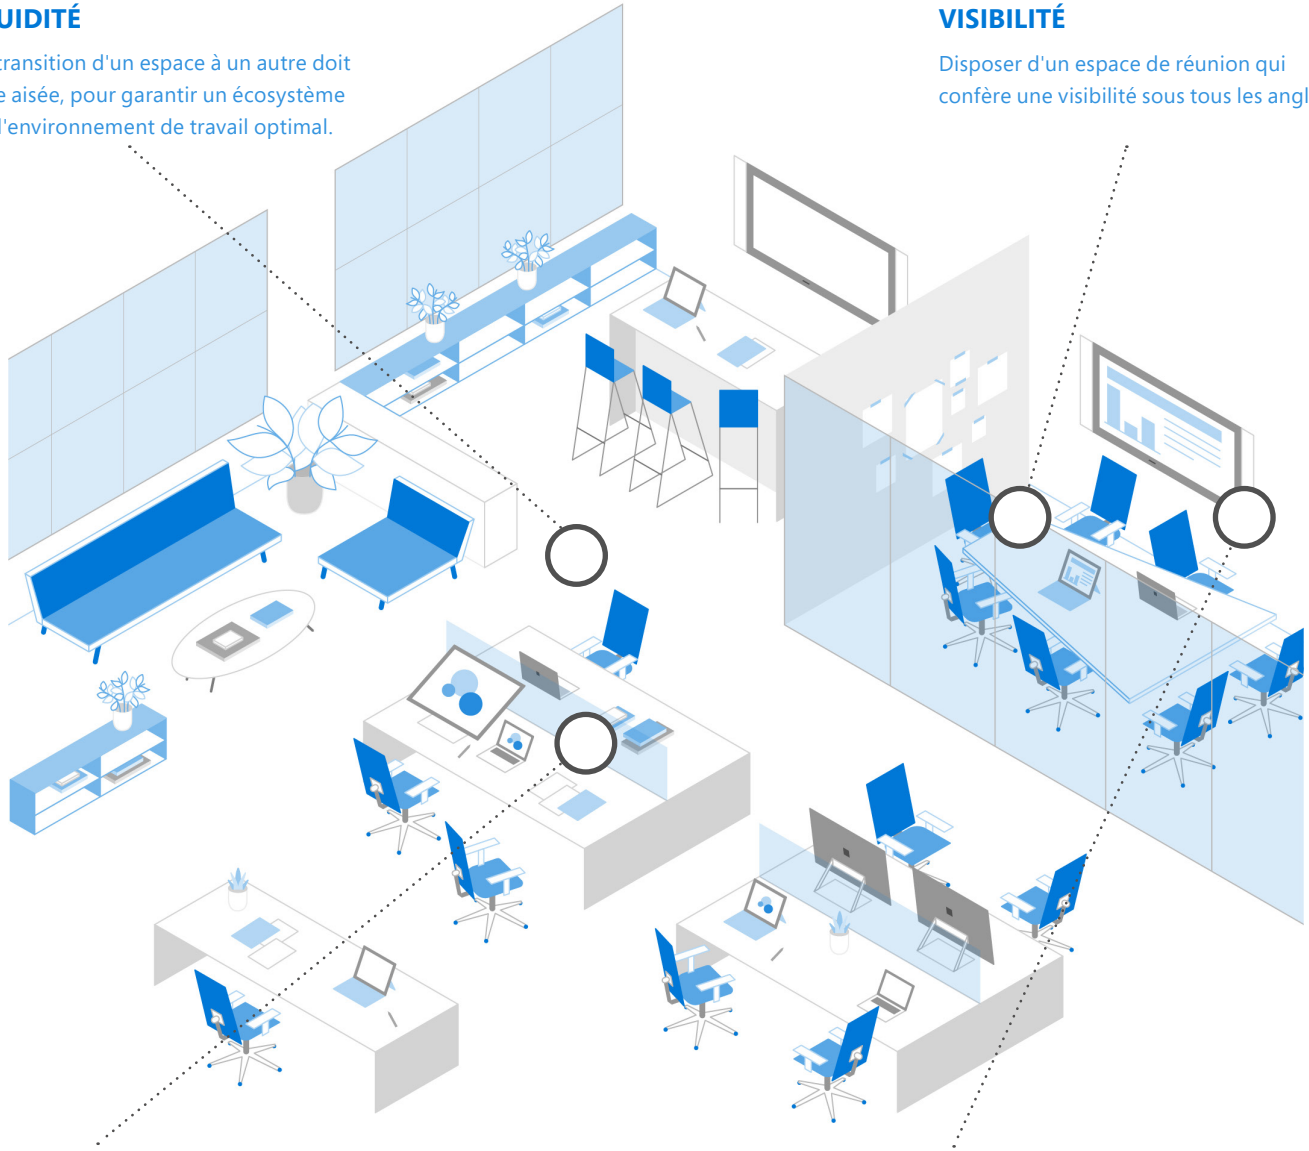 UIDITÉ
transition d'un espace à un autre doit
e aisée, pour garantir un écosystème
l'environnement de travail optimal.
VISIBILITÉ
Disposer d'un espace de réunion qui
confère une visibilité sous tous les angl